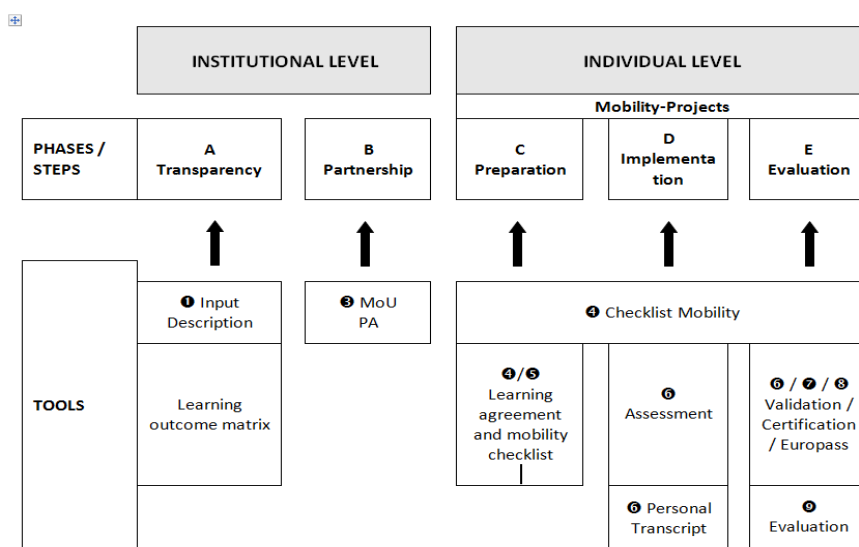 INSTITUTIONAL LEVEL
INDIVIDUAL LEVEL
Mobility-Projects
PHASES /
STEPS
A
Transparency
B
Partnership
C
Preparation
D
Implementa
tion
E
Evaluation
TOOLS
❶ Input
Description
Learning
outcome matrix
❸ MoU
PA
❹ Checklist Mobility
❹/❺
Learning
agreement
and mobility
checklist
❻
Assessment
❻ Personal
Transcript
❻ / ❼ / ❽
Validation /
Certification
/ Europass
❾
Evaluation